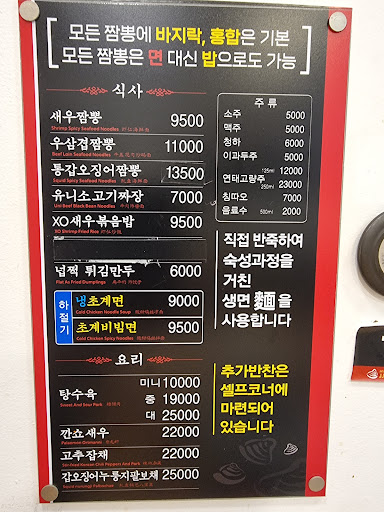 모든 짬뽕에 바지락, 홍합은 기본
모든 짬뽕은 면 대신 밥으로도 가능
식사
새우짬뽕 9500
Shrimp Spicy Seafood Noodles
우삼겹짬뽕 11000
Beef Loin Seafood Noodles
통갑오징어짬뽕 13500
Squid Spicy Seafood Noodles
유니소고기짜장 7000
Uni Beef Black Bean Noodles
XO새우볶음밥 9500
XO Shrimp Fried Rice
넙쩍 튀김만두 6000
Flat As Fried Dumplings
하절기
냉초계면 9000
Cold Chicken Noodle Soup
초계비빔면 9500
Cold Chicken Spicy Noodles
요리
탕수육 미니 10000
Sweet And Sour Pork
중 19000
대 25000
깐쇼새우 22000
고추잡채 22000
갑오징어누룽지팔보채 25000
주 류
소주 5000
맥주 5000
청하 6000
이과두주 5000
연태고량주 125ml 12000
250ml 23000
칭따오 7000
음료수 500ml 2000
직접 반죽하여
숙성과정을
거친
생면 麵 을
사용합니다
추가반찬은
셀프코너에
마련되어
있습니다